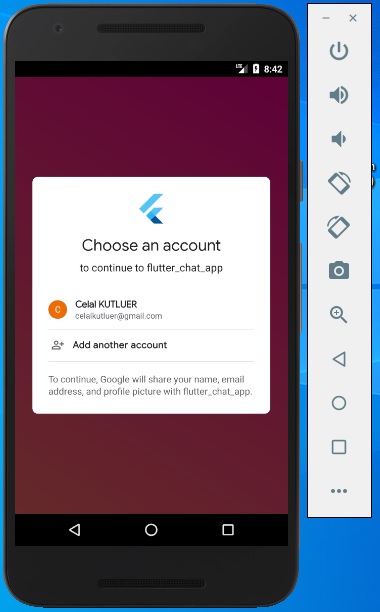 LTE 8:42
Choose an account
to continue to flutter_chat_app
C
Celal KUTLUER
celalkutluer@gmail.com
Add another account
To continue, Google will share your name, email
address, and profile picture with flutter_chat_app.